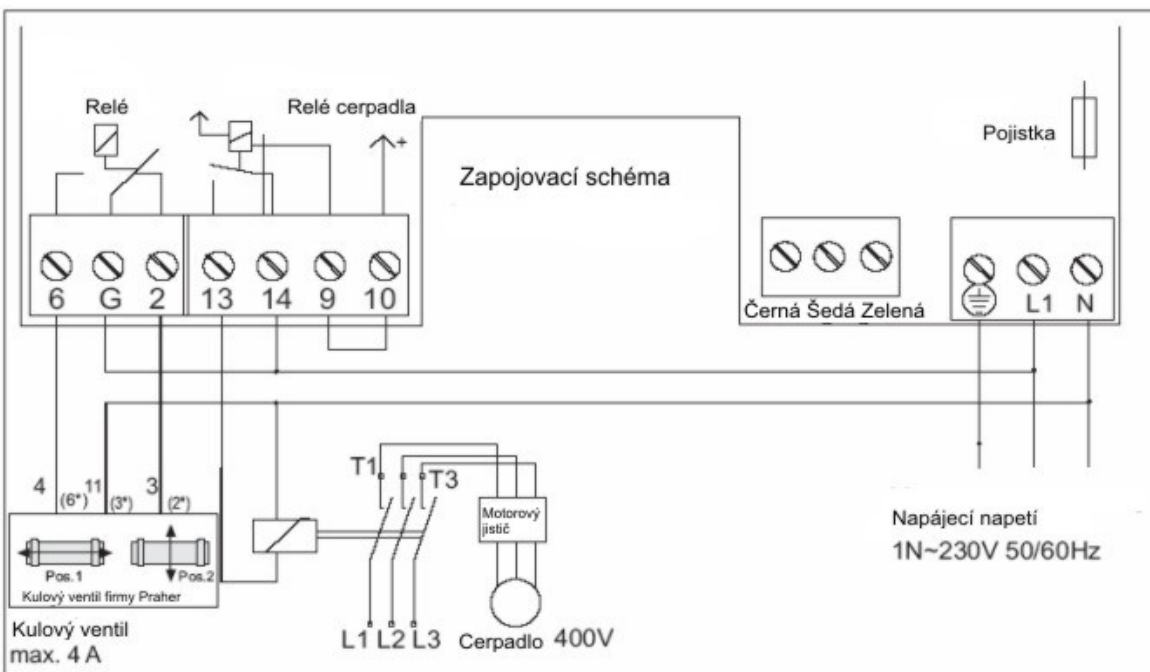 Relé
Relé cerpadla
Pojistka
Zapojovací schéma
6 G 2 13 14 9 10
Černá Šedá Zelená
L1 N
4 (6*) 11 (3*) 3 (2*)
T1 T3
Motorový
jistič
Pos.1 Pos.2
Kulový ventil firmy Praher
Kulový ventil
max. 4 A
L1 L2 L3
Cerpadlo 400V
Napájecí napetí
1N~230V 50/60Hz
+